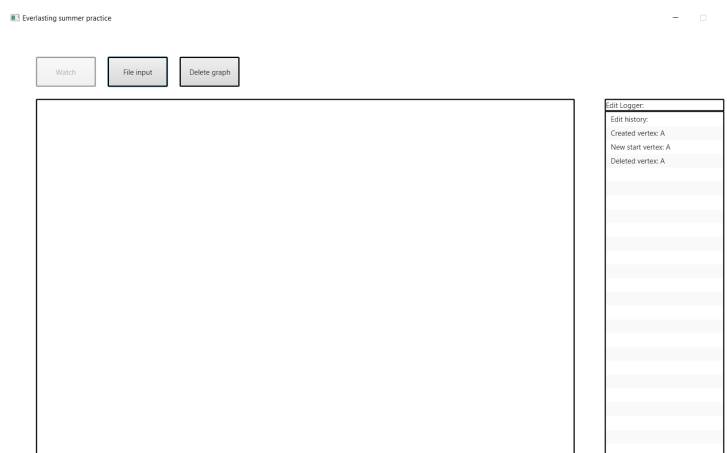 Everlasting summer practice
Watch
File input
Delete graph
Edit Logger:
Edit history:
Created vertex: A
New start vertex: A
Deleted vertex: A